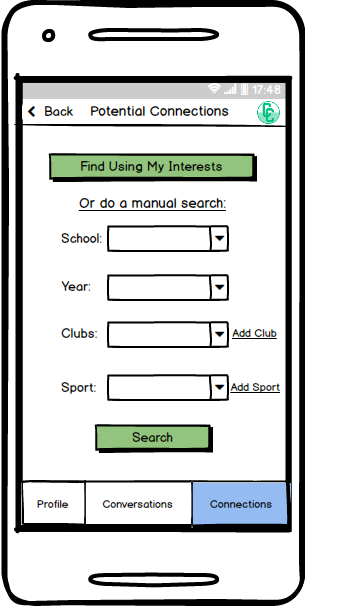 17:48
Back Potential Connections
CC
Find Using My Interests
Or do a manual search:
School:
Year:
Clubs: Add Club
Sport: Add Sport
Search
Profile Conversations Connections